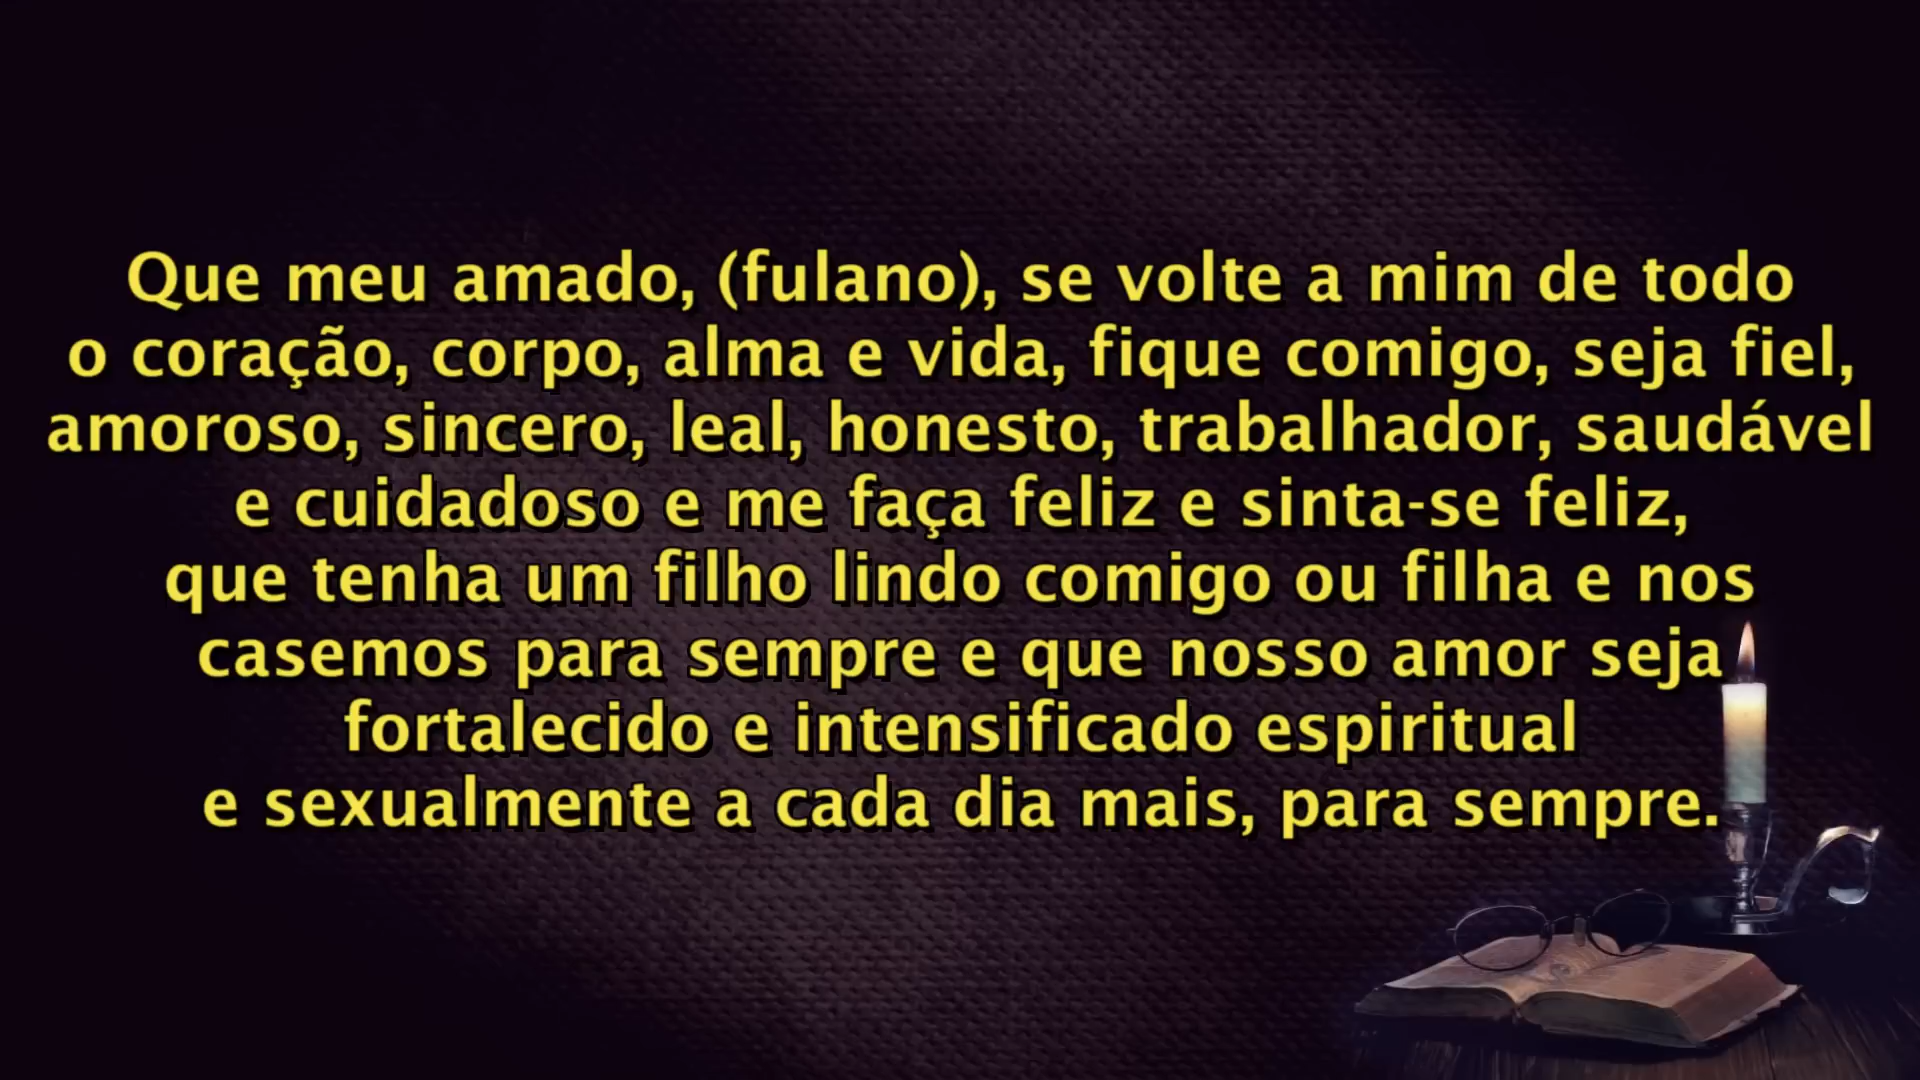 Que meu amado, (fulano), se volte a mim de todo
o coração, corpo, alma e vida, fique comigo, seja fiel,
amoroso, sincero, leal, honesto, trabalhador, saudável
e cuidadoso e me faça feliz e sinta-se feliz,
que tenha um filho lindo comigo ou filha e nos
casemos para sempre e que nosso amor seja
fortalecido e intensificado espiritual
e sexualmente a cada dia mais, para sempre.